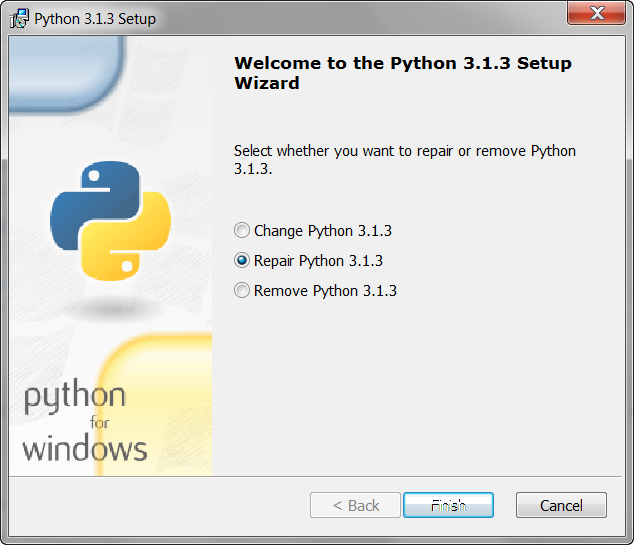 Python 3.1.3 Setup
Welcome to the Python 3.1.3 Setup
Wizard
Select whether you want to repair or remove Python
3.1.3.
Change Python 3.1.3
Repair Python 3.1.3
Remove Python 3.1.3
python
for
windows
< Back
Finish
Cancel